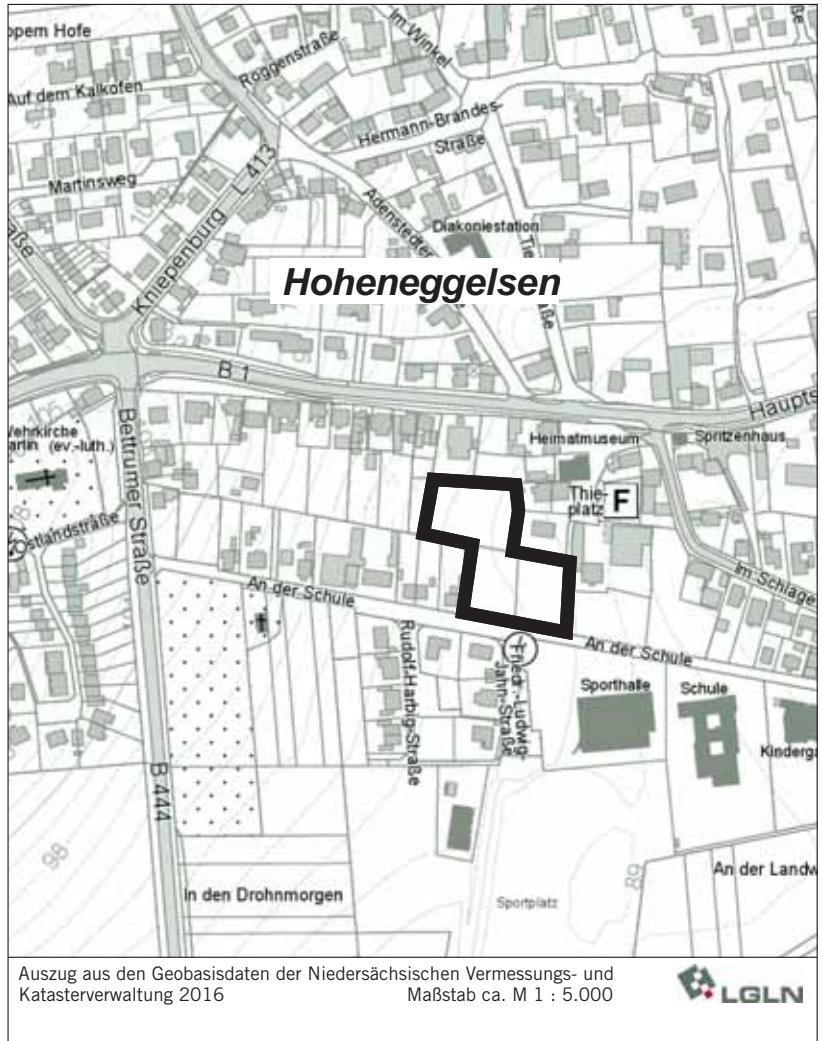 opern Hofe
Auf dem Kalkofen
Martinsweg
Roggenstraße
Im Winkel
Hermann-Brandes-
Straße
Kniepenburg
L 413
Adenstedter
Diakoniestation
Hoheneggelsen
B 1
Haupts
Heimatmuseum
Spritzenhaus
Thie-
platz
F
Im Schlage
Wehrkirche
artin (ev.-luth.)
ostlandstraße
Bettrumer Straße
An der Schule
An der Schule
Rudolf-Harbig-Straße
Friedr.-Ludwig-
Jahn-Straße
Sporthalle
Schule
Kinderga
B 444
98
89
In den Drohnmorgen
Sportplatz
An der Landw
Auszug aus den Geobasisdaten der Niedersächsischen Vermessungs- und
Katasterverwaltung 2016 Maßstab ca. M 1 : 5.000
LGLN